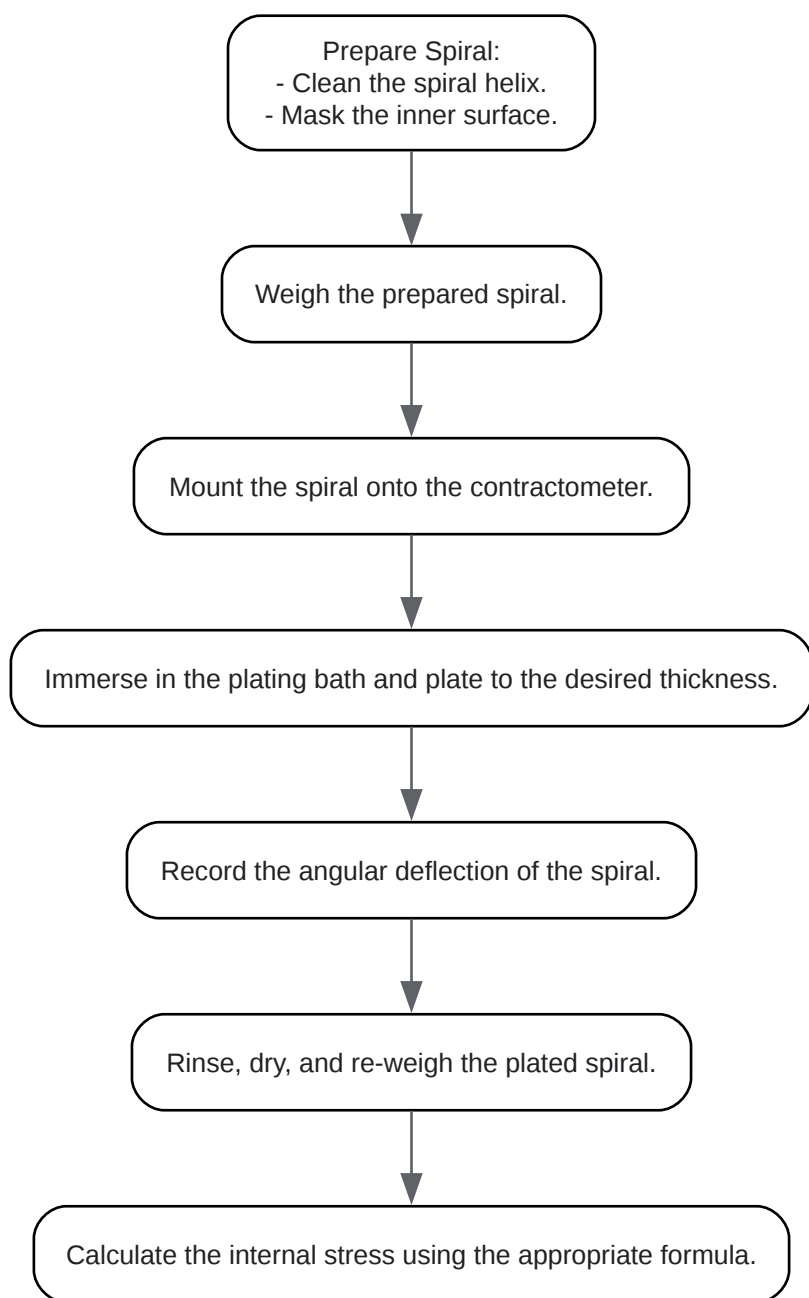 Prepare Spiral:
- Clean the spiral helix.
- Mask the inner surface.
Weigh the prepared spiral.
Mount the spiral onto the contractometer.
Immerse in the plating bath and plate to the desired thickness.
Record the angular deflection of the spiral.
Rinse, dry, and re-weigh the plated spiral.
Calculate the internal stress using the appropriate formula.